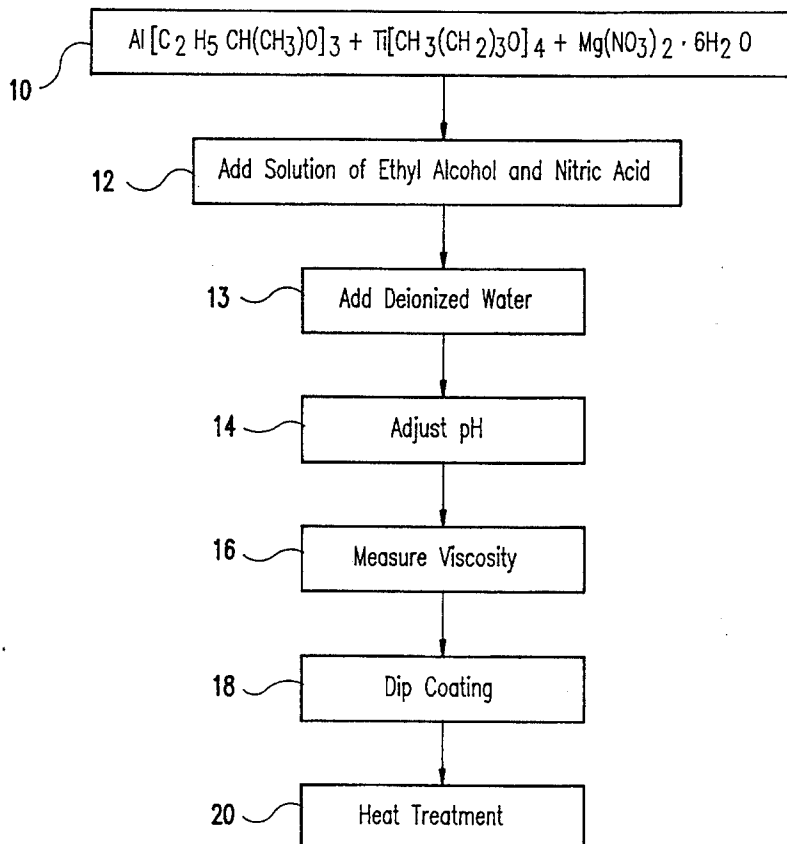 Al[C2H5CH(CH3)O]3 + Ti[CH3(CH2)3O]4 + Mg(NO3)2 · 6H2O
10
Add Solution of Ethyl Alcohol and Nitric Acid
12
Add Deionized Water
13
Adjust pH
14
Measure Viscosity
16
Dip Coating
18
Heat Treatment
20